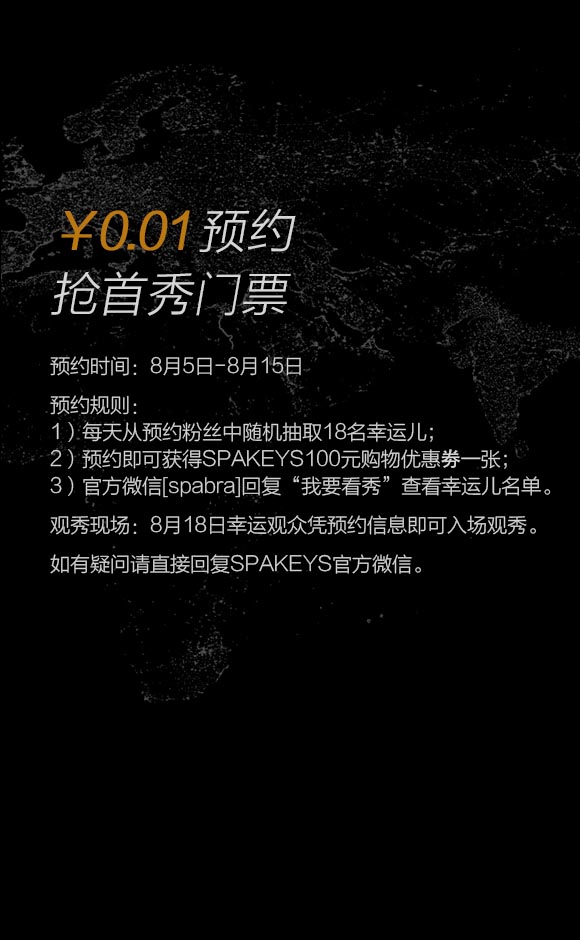 ￥0.01预约
抢首秀门票
预约时间：8月5日-8月15日
预约规则：
1）每天从预约粉丝中随机抽取18名幸运儿；
2）预约即可获得SPAKEYS100元购物优惠券一张；
3）官方微信[spabra]回复“我要看秀”查看幸运儿名单。
观秀现场：8月18日幸运观众凭预约信息即可入场观秀。
如有疑问请直接回复SPAKEYS官方微信。